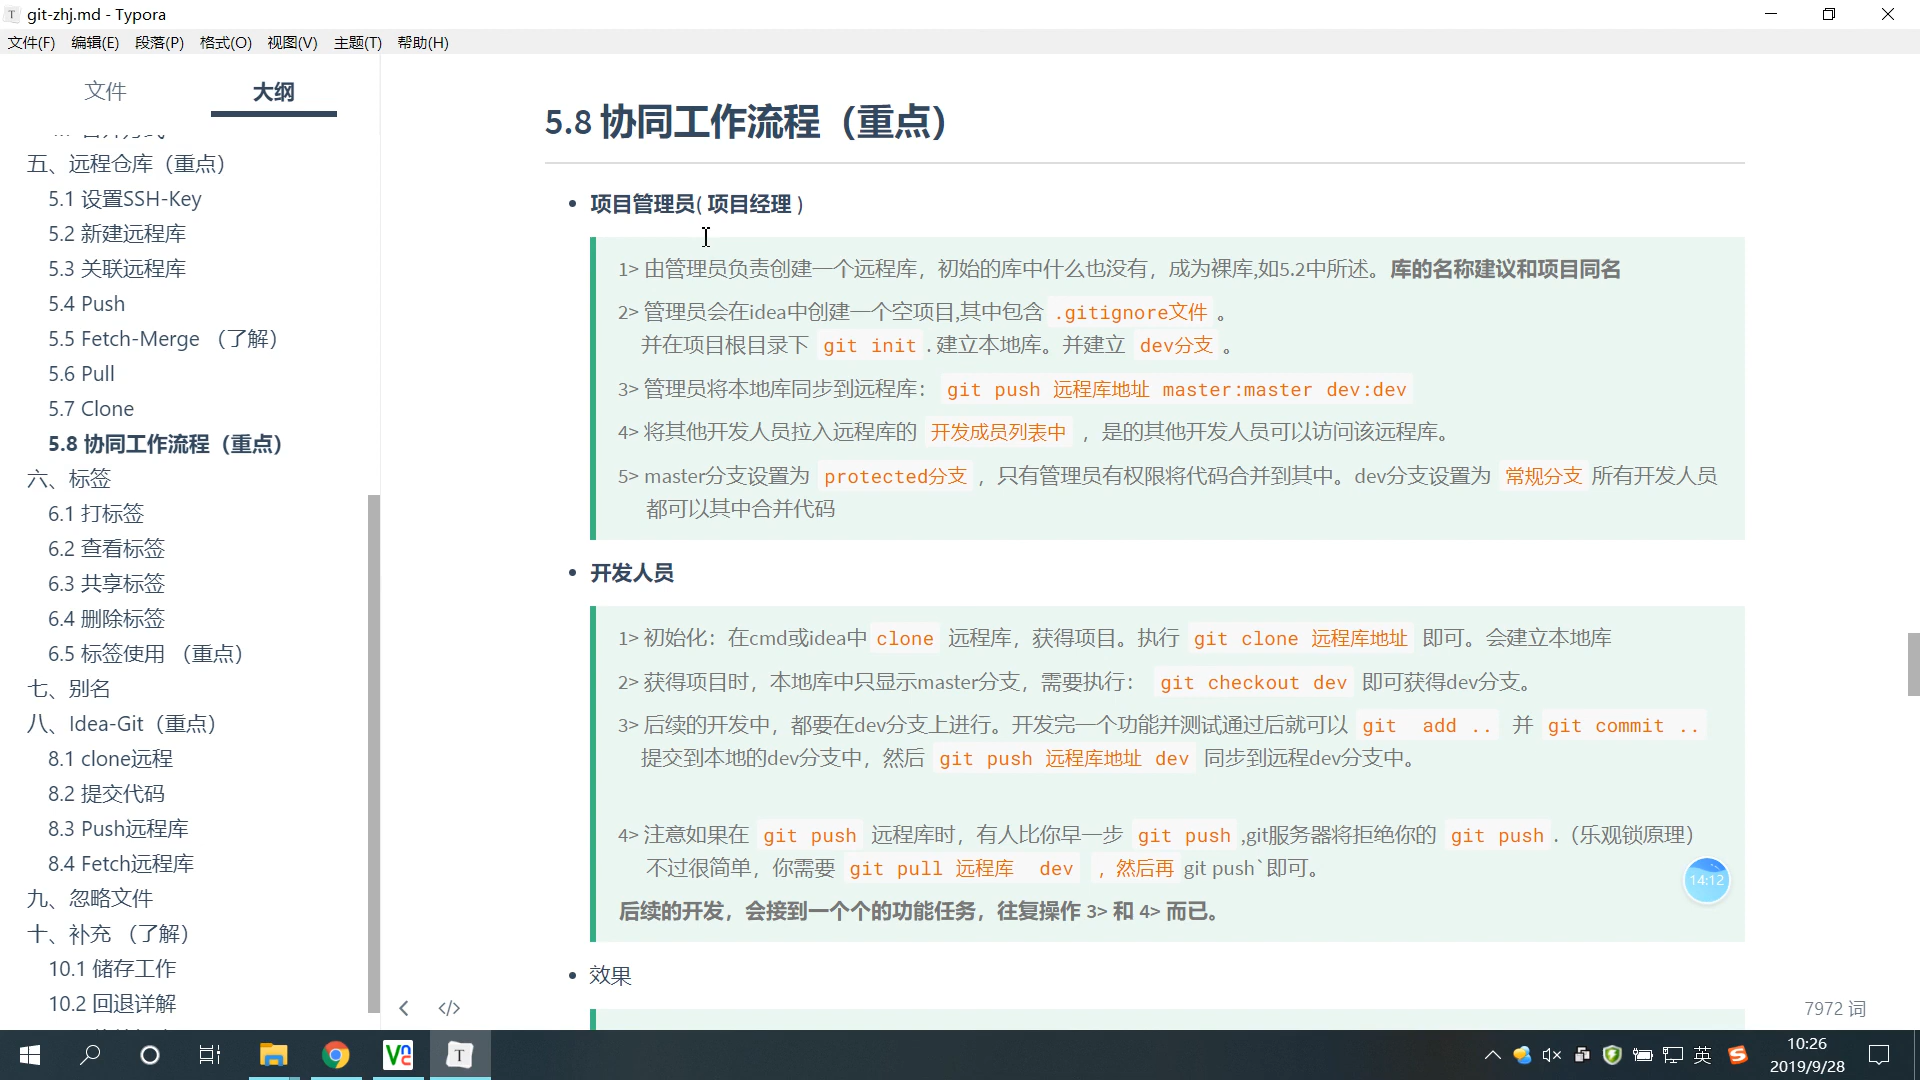 git-zhj.md - Typora
文件(F) 编辑(E) 段落(P) 格式(O) 视图(V) 主题(T) 帮助(H)
文件 大纲
五、远程仓库（重点）
5.1 设置SSH-Key
5.2 新建远程库
5.3 关联远程库
5.4 Push
5.5 Fetch-Merge （了解）
5.6 Pull
5.7 Clone
5.8 协同工作流程（重点）
六、标签
6.1 打标签
6.2 查看标签
6.3 共享标签
6.4 删除标签
6.5 标签使用 （重点）
七、别名
八、Idea-Git（重点）
8.1 clone远程
8.2 提交代码
8.3 Push远程库
8.4 Fetch远程库
九、忽略文件
十、补充 （了解）
10.1 储存工作
10.2 回退详解
5.8 协同工作流程（重点）
• 项目管理员( 项目经理 )
1> 由管理员负责创建一个远程库，初始的库中什么也没有，成为裸库,如5.2中所述。库的名称建议和项目同名
2> 管理员会在idea中创建一个空项目,其中包含 .gitignore文件 。
并在项目根目录下 git init . 建立本地库。并建立 dev分支 。
3> 管理员将本地库同步到远程库： git push 远程库地址 master:master dev:dev
4> 将其他开发人员拉入远程库的 开发成员列表中 ，是的其他开发人员可以访问该远程库。
5> master分支设置为 protected分支 ，只有管理员有权限将代码合并到其中。dev分支设置为 常规分支 所有开发人员
都可以其中合并代码
• 开发人员
1> 初始化：在cmd或idea中 clone 远程库，获得项目。执行 git clone 远程库地址 即可。会建立本地库
2> 获得项目时，本地库中只显示master分支，需要执行： git checkout dev 即可获得dev分支。
3> 后续的开发中，都要在dev分支上进行。开发完一个功能并测试通过后就可以 git  add .. 并 git commit ..
提交到本地的dev分支中，然后 git push 远程库地址 dev 同步到远程dev分支中。
4> 注意如果在 git push 远程库时，有人比你早一步 git push ,git服务器将拒绝你的 git push .（乐观锁原理）
不过很简单，你需要 git pull 远程库  dev ，然后再 git push`即可。
14:12
后续的开发，会接到一个个的功能任务，往复操作 3> 和 4> 而已。
• 效果
7972 词
英
10:26
2019/9/28